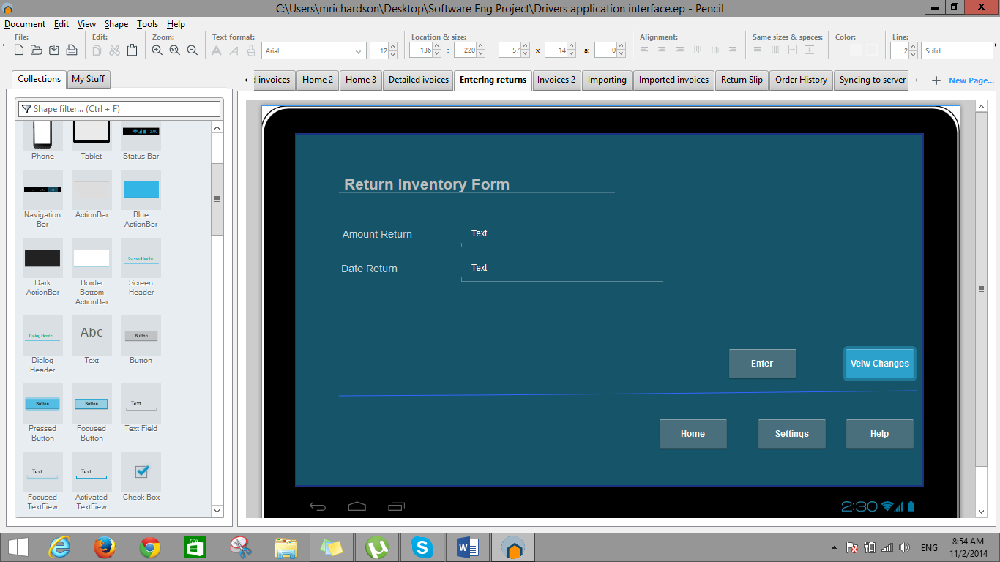 C:\Users\mrichardson\Desktop\Software Eng Project\Drivers application interface.ep - Pencil
Document Edit View Shape Tools Help
File: Edit: Zoom: Text format: Location & size: Alignment: Same sizes & spaces: Color: Line:
A A Arial 12 136 : 220 57 x 14 a: 0 2 Solid
Collections My Stuff
d invoices Home 2 Home 3 Detailed ivoices Entering returns Invoices 2 Importing Imported invoices Return Slip Order History Syncing to server New Page...
Shape filter... (Ctrl + F)
12:00
Phone Tablet Status Bar
Navigation Bar
ActionBar
Blue ActionBar
Screen Header
Dark ActionBar
Border Bottom ActionBar
Screen Header
Dialog Header
Abc
Button
Dialog Header
Text
Button
Button
Button
Text
Pressed Button
Focused Button
Text Field
Text
Text
Focused TextFiew
Activated TextFiew
Check Box
Return Inventory Form
Amount Return Text
Date Return Text
Enter Veiw Changes
Home Settings Help
2:30
ENG
8:54 AM
11/2/2014